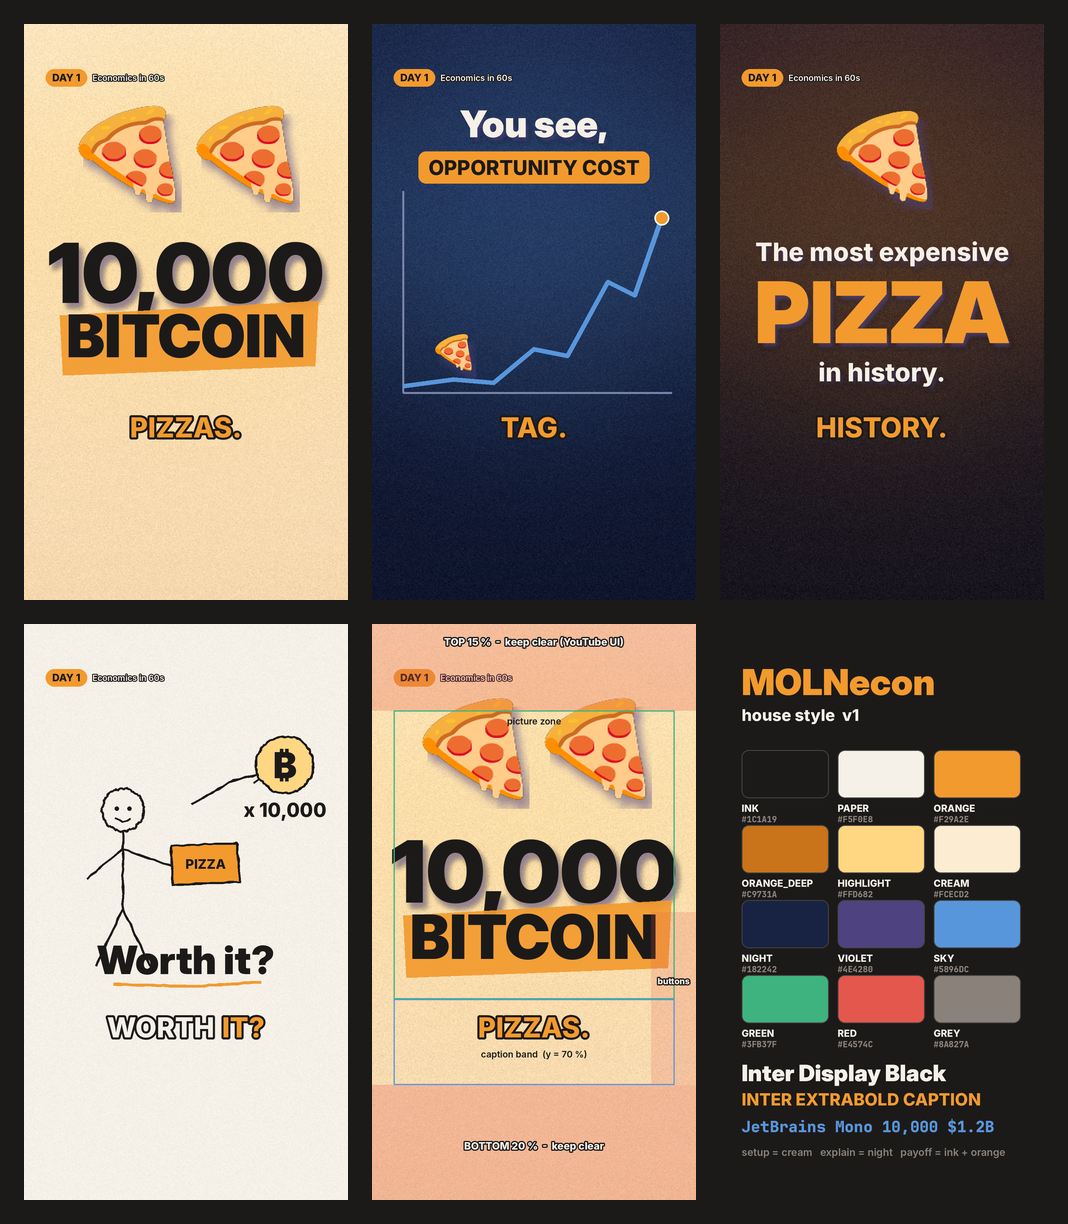 DAY 1 Economics in 60s
10,000
BITCOIN
PIZZAS.
DAY 1 Economics in 60s
You see,
OPPORTUNITY COST
TAG.
DAY 1 Economics in 60s
The most expensive
PIZZA
in history.
HISTORY.
DAY 1 Economics in 60s
₿
x 10,000
PIZZA
Worth it?
WORTH IT?
TOP 15 % - keep clear (YouTube UI)
DAY 1 Economics in 60s
picture zone
10,000
BITCOIN
buttons
PIZZAS.
caption band (y = 70 %)
BOTTOM 20 % - keep clear
MOLNecon
house style v1
INK PAPER ORANGE
#1C1A19 #F5F0E8 #F29A2E
ORANGE_DEEP HIGHLIGHT CREAM
#C9731A #FFD682 #FCECD2
NIGHT VIOLET SKY
#182242 #4E4280 #5896DC
GREEN RED GREY
#3FB37F #E4574C #8A827A
Inter Display Black
INTER EXTRABOLD CAPTION
JetBrains Mono 10,000 $1.2B
setup = cream explain = night payoff = ink + orange